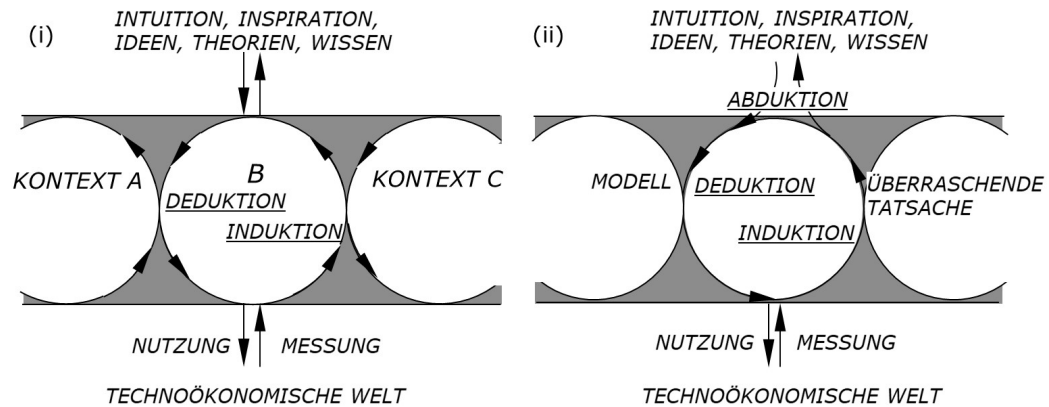 (i)
INTUITION, INSPIRATION,
IDEEN, THEORIEN, WISSEN
KONTEXT A
B
DEDUKTION
INDUKTION
KONTEXT C
NUTZUNG
MESSUNG
TECHNOÖKONOMISCHE WELT
(ii)
INTUITION, INSPIRATION,
IDEEN, THEORIEN, WISSEN
ABDUKTION
MODELL
DEDUKTION
INDUKTION
ÜBERRASCHENDE
TATSACHE
NUTZUNG
MESSUNG
TECHNOÖKONOMISCHE WELT